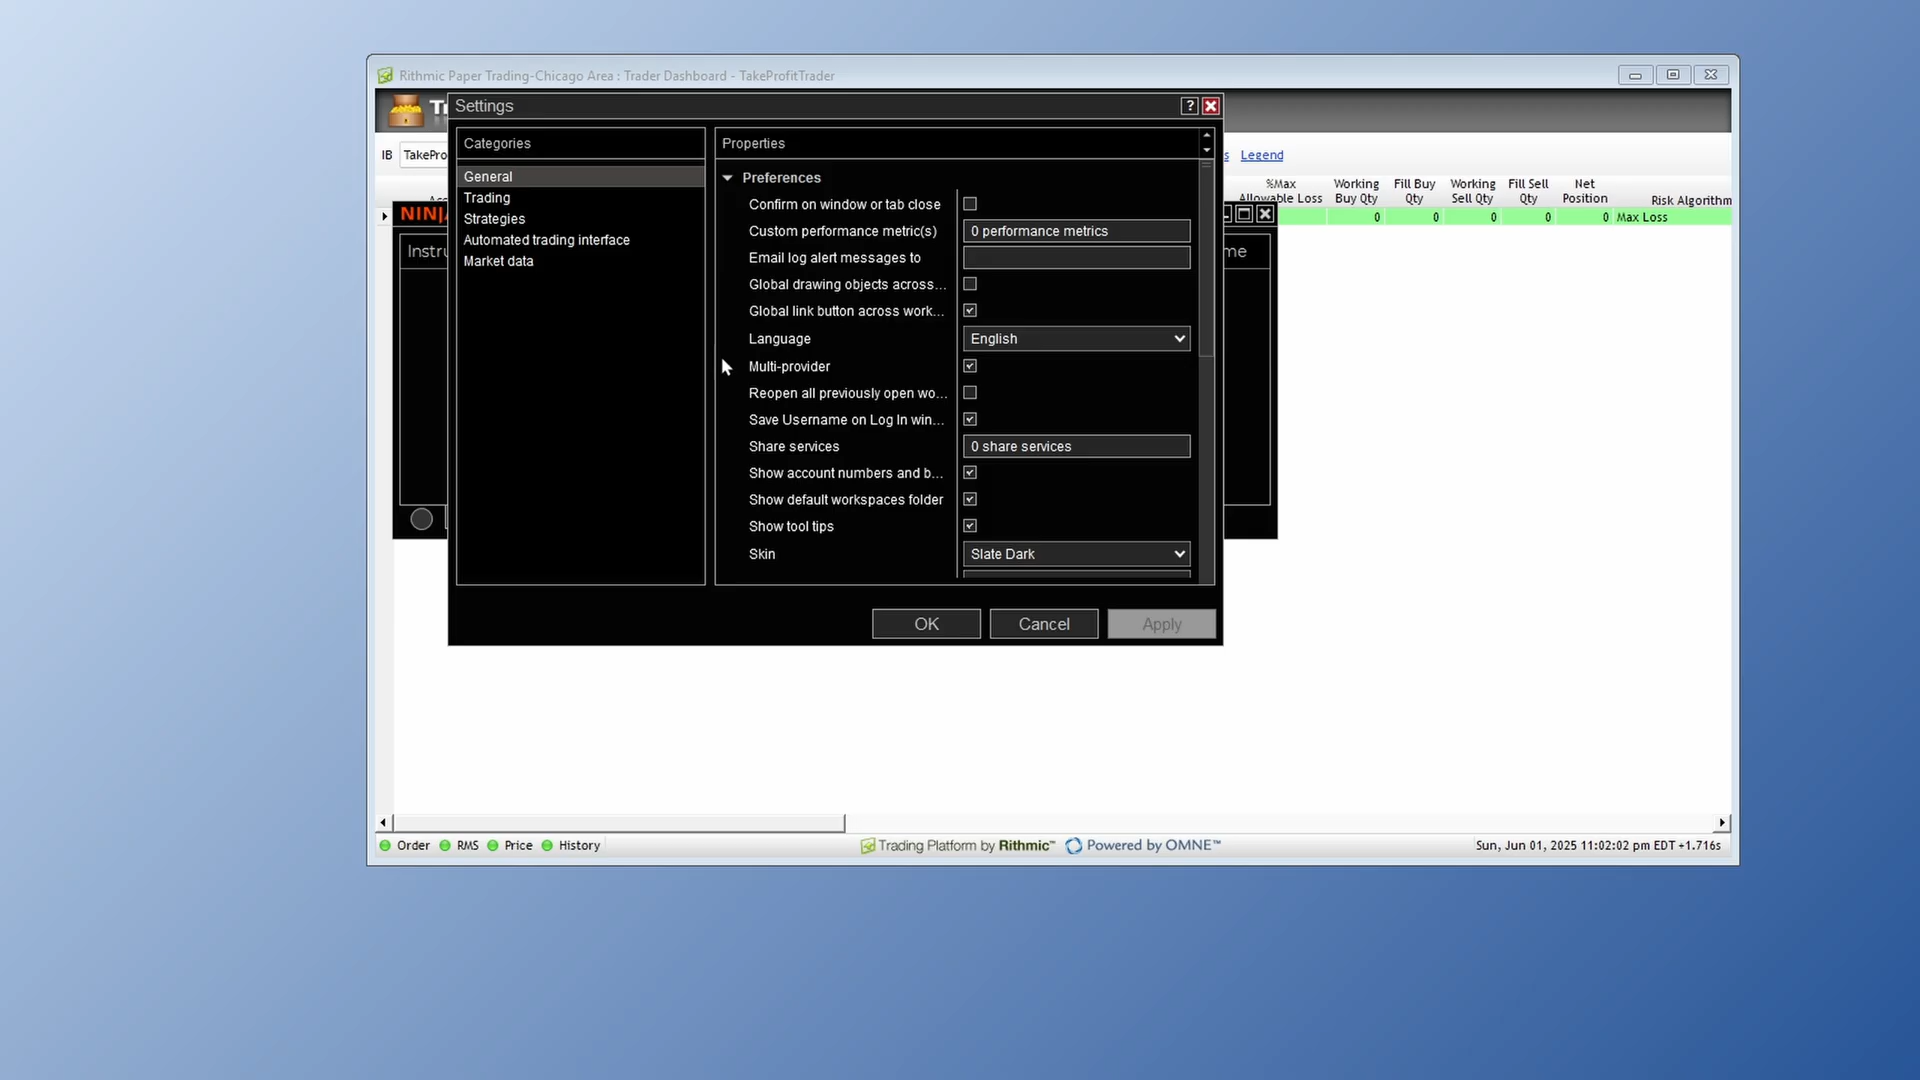 Rithmic Paper Trading-Chicago Area : Trader Dashboard - TakeProfitTrader
Settings
?
IB TakePro
Legend
%Max Allowable Loss
Working Buy Qty
Fill Buy Qty
Working Sell Qty
Fill Sell Qty
Net Position
Risk Algorithm
0 0 0 0 0 Max Loss
Categories
General
Trading
Strategies
Automated trading interface
Market data
Properties
Preferences
Confirm on window or tab close
Custom performance metric(s) 0 performance metrics
Email log alert messages to
Global drawing objects across...
Global link button across work...
Language English
Multi-provider
Reopen all previously open wo...
Save Username on Log In win...
Share services 0 share services
Show account numbers and b...
Show default workspaces folder
Show tool tips
Skin Slate Dark
OK Cancel Apply
NINJ
Instru
me
Order RMS Price History
Trading Platform by Rithmic™ Powered by OMNE™
Sun, Jun 01, 2025 11:02:02 pm EDT +1.716s